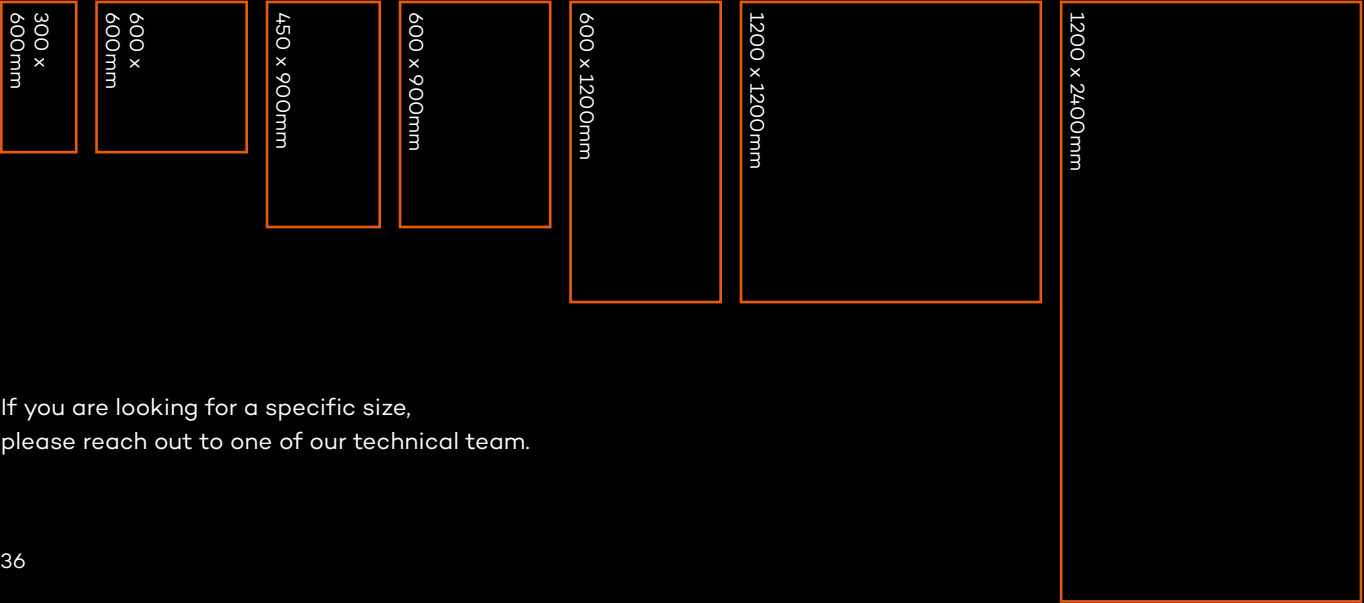 300 x
600mm
600 x
600mm
450 x 900mm
600 x 900mm
600 x 1200mm
1200 x 1200mm
1200 x 2400mm
If you are looking for a specific size,
please reach out to one of our technical team.
36